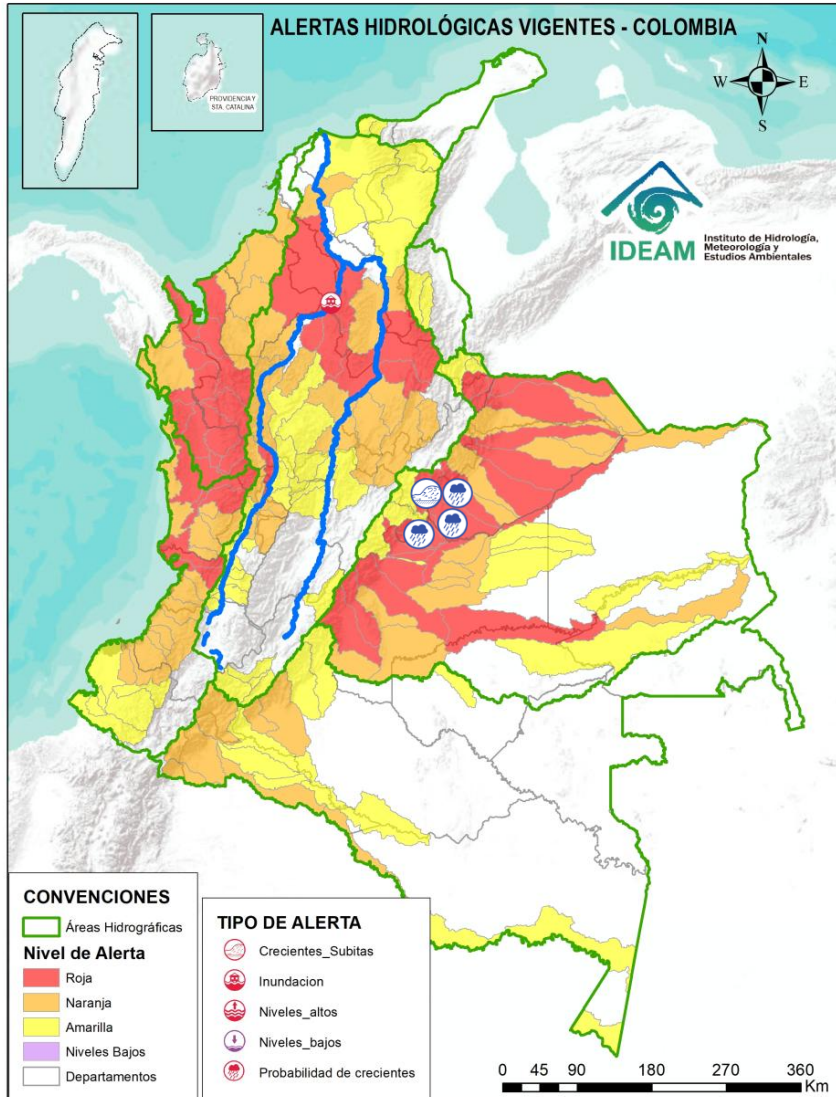 ALERTAS HIDROLÓGICAS VIGENTES - COLOMBIA
PROVIDENCIA Y
STA. CATALINA
N
W
E
S
IDEAM
Instituto de Hidrología,
Meteorología y
Estudios Ambientales
CONVENCIONES
Áreas Hidrográficas
Nivel de Alerta
Roja
Naranja
Amarilla
Niveles Bajos
Departamentos
TIPO DE ALERTA
Crecientes_Subitas
Inundacion
Niveles_altos
Niveles_bajos
Probabilidad de crecientes
0 45 90 180 270 360
Km